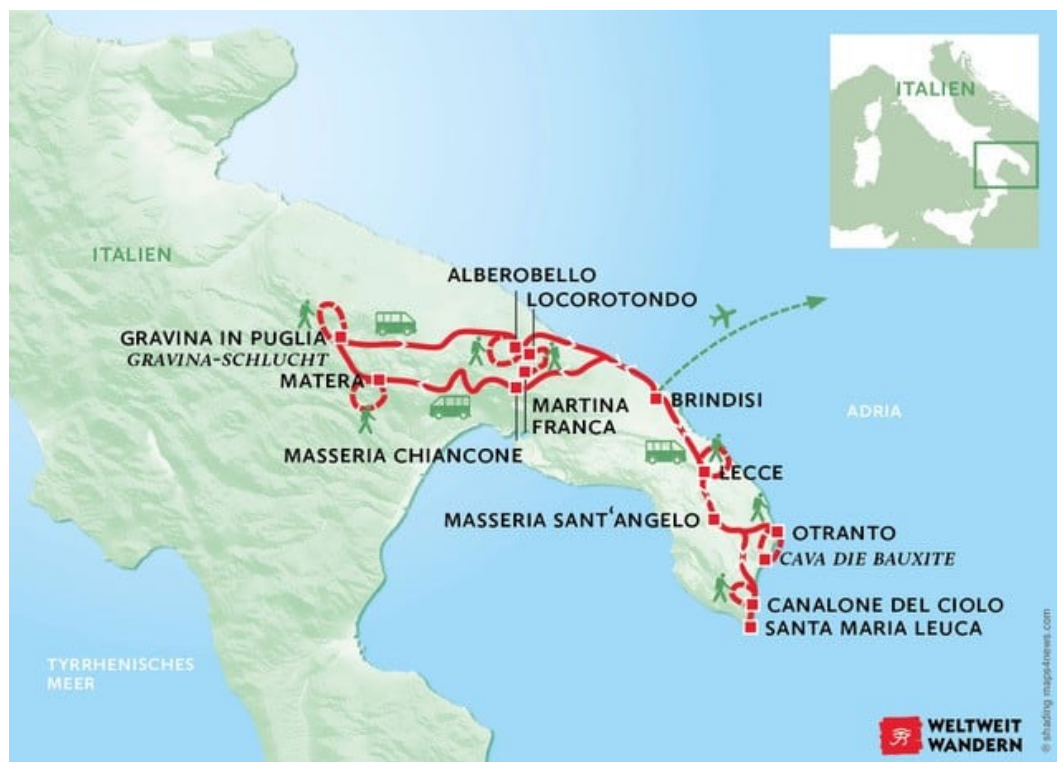 ITALIEN
ITALIEN
ALBEROBELLO
LOCOROTONDO
GRAVINA IN PUGLIA
GRAVINA-SCHLUCHT
MATERA
MARTINA
FRANCA
BRINDISI
ADRIA
MASSERIA CHIANCONE
LECCE
MASSERIA SANT'ANGELO
OTRANTO
CAVA DIE BAUXITE
CANALONE DEL CIOLO
SANTA MARIA LEUCA
TYRRHENISCHES
MEER
WELTWEIT
WANDERN
© shading maps4news.com